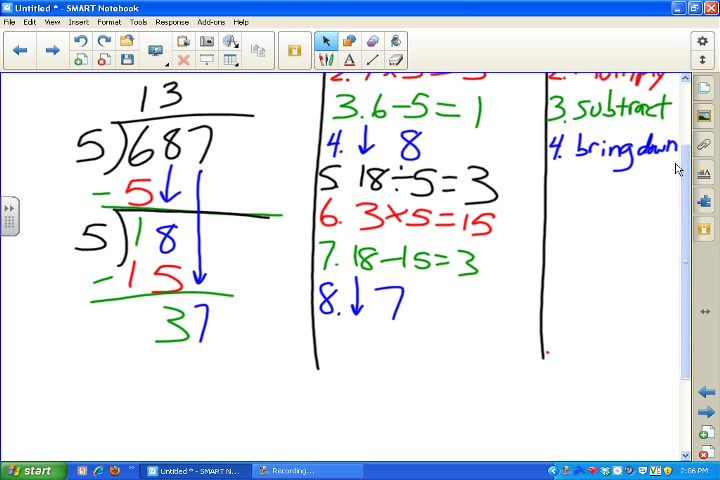 Untitled * - SMART Notebook
File Edit View Insert Format Tools Response Add-ons Help
13
5)687
- 5
5)18
- 15
37
3. 6-5=1
4. ↓ 8
5. 18÷5=3
6. 3×5=15
7. 18-15=3
8. ↓ 7
3. subtract
4. bring down
start
Untitled * - SMART N...
Recording...
2:06 PM